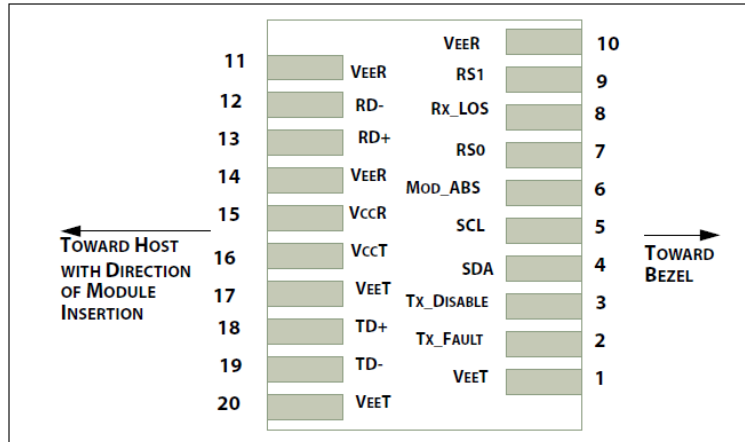 11 VEER
12 RD-
13 RD+
14 VEER
15 VCCR
16 VCCT
17 VEET
18 TD+
19 TD-
20 VEET
TOWARD HOST
WITH DIRECTION
OF MODULE
INSERTION
VEER 10
RS1 9
RX_LOS 8
RS0 7
MOD_ABS 6
SCL 5
SDA 4
TX_DISABLE 3
TX_FAULT 2
VEET 1
TOWARD
BEZEL